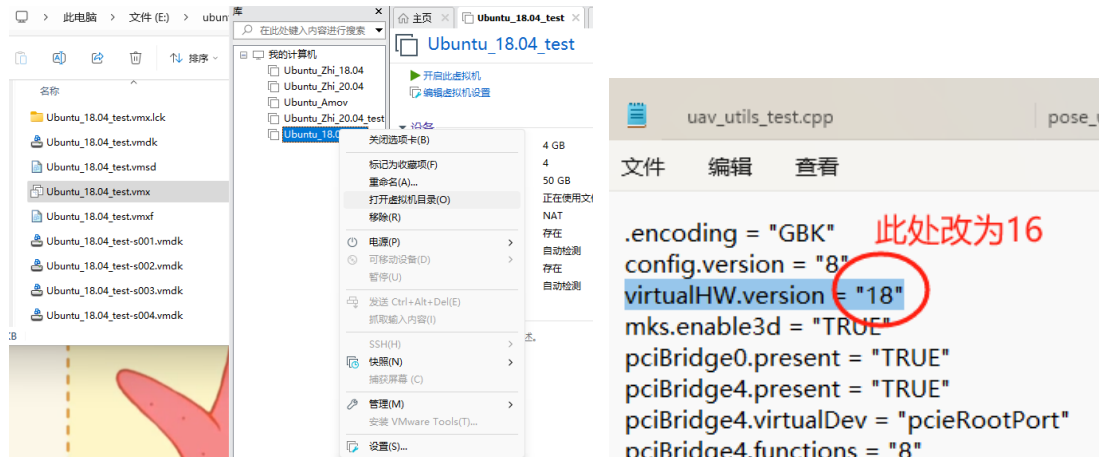 此电脑
文件 (E:)
排序
名称
Ubuntu_18.04_test.vmx.lck
Ubuntu_18.04_test.vmdk
Ubuntu_18.04_test.vmsd
Ubuntu_18.04_test.vmx
Ubuntu_18.04_test.vmxf
Ubuntu_18.04_test-s001.vmdk
Ubuntu_18.04_test-s002.vmdk
Ubuntu_18.04_test-s003.vmdk
Ubuntu_18.04_test-s004.vmdk
库
在此处键入内容进行搜索
我的计算机
Ubuntu_Zhi_18.04
Ubuntu_Zhi_20.04
Ubuntu_Amov
Ubuntu_Zhi_20.04_test
主页
Ubuntu_18.04_test
Ubuntu_18.04_test
开启此虚拟机
编辑虚拟机设置
设备
4 GB
4
50 GB
正在使用文
NAT
存在
自动检测
存在
自动检测
关闭选项卡(B)
标记为收藏项(F)
重命名(A)...
打开虚拟机目录(O)
移除(R)
电源(P)
可移动设备(D)
暂停(U)
发送 Ctrl+Alt+Del(E)
抓取输入内容(I)
SSH(H)
快照(N)
捕获屏幕 (C)
管理(M)
安装 VMware Tools(T)...
设置(S)...
uav_utils_test.cpp
pose_
文件 编辑 查看
此处改为16
.encoding = "GBK"
config.version = "8"
virtualHW.version = "18"
mks.enable3d = "TRUE"
pciBridge0.present = "TRUE"
pciBridge4.present = "TRUE"
pciBridge4.virtualDev = "pcieRootPort"
pciBridge4.functions = "8"